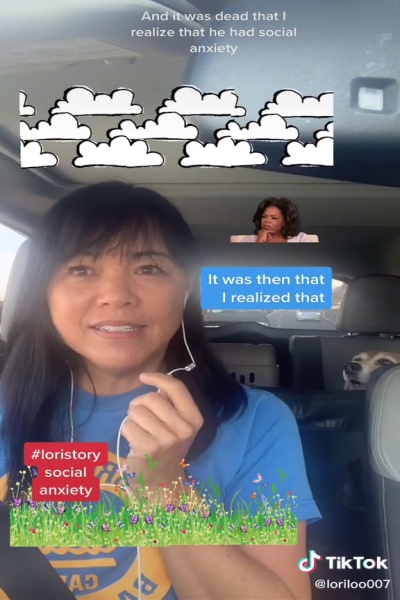 And it was dead that I
realize that he had social
anxiety
It was then that
I realized that
#loristory
social
anxiety
TikTok
@loriloo007